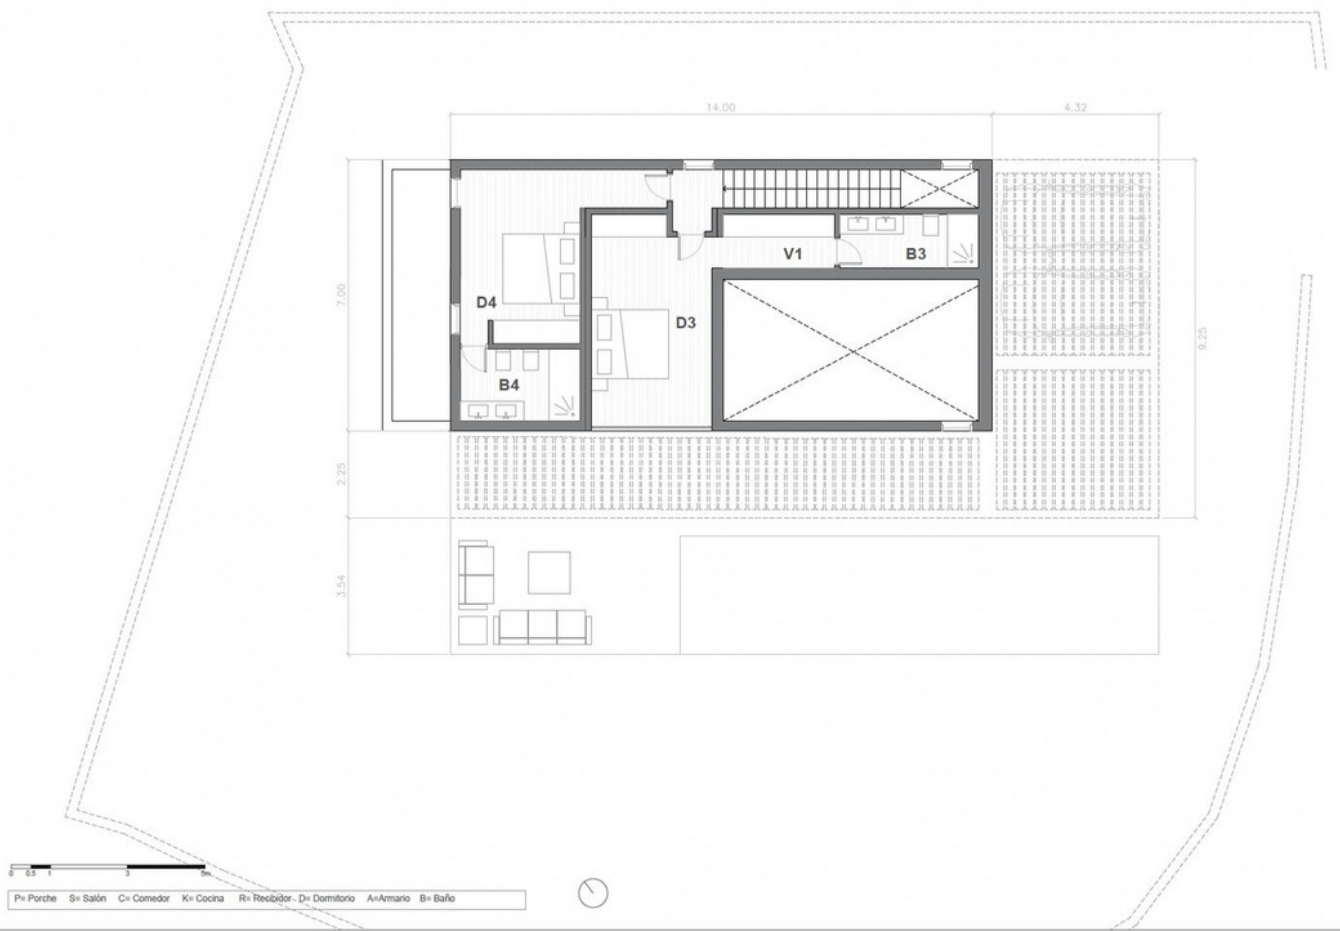 14.00
4.32
7.00
V1
B3
D4
D3
9.25
B4
2.25
3.54
0 0.5 1 3 5m
P= Porche S= Salón C= Comedor K= Cocina R= Recibidor D= Dormitorio A=Armario B= Baño